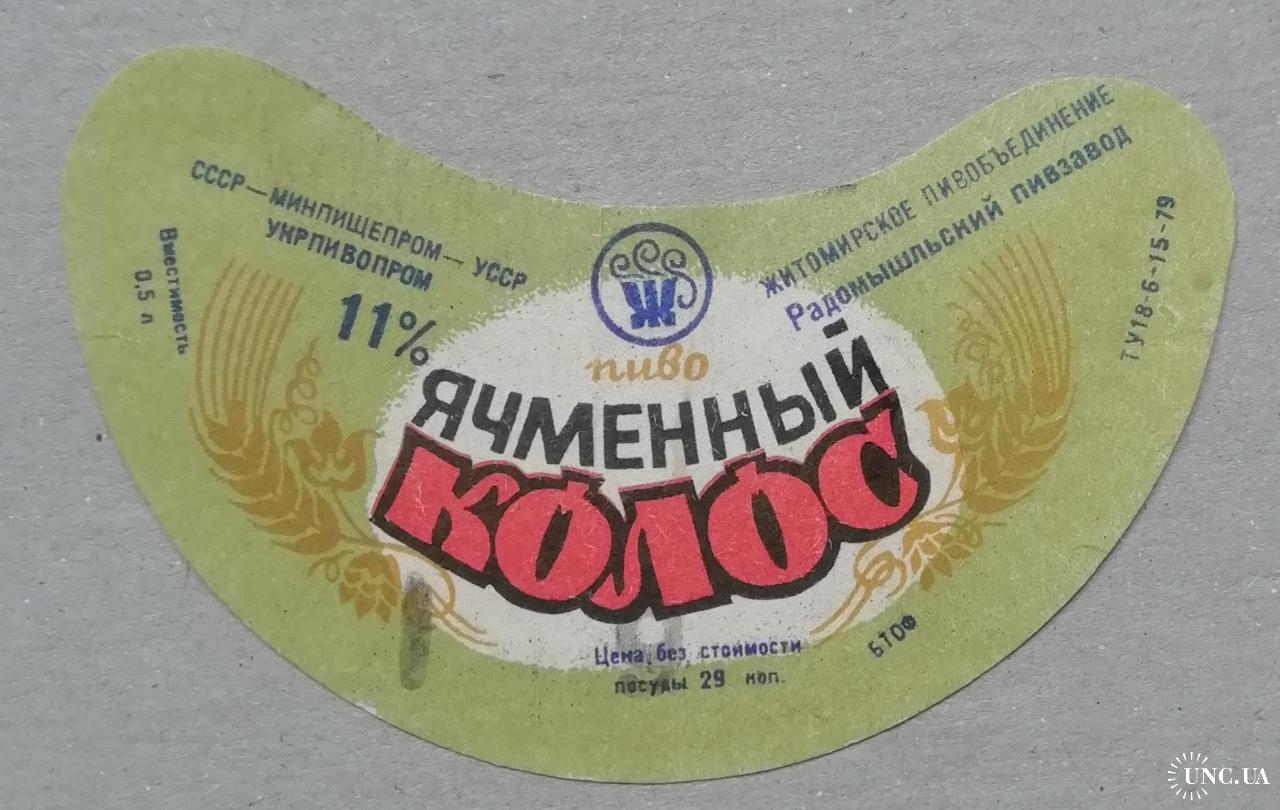 СССР — МИНПИЩЕПРОМ — УССР
УКРПИВОПРОМ
Вместимость
0,5 л
11%
Ж
ЖИТОМИРСКОЕ ПИВОБЪЕДИНЕНИЕ
Радомышльский пивзавод
ТУ18-6-15-79
пиво
ЯЧМЕННЫЙ
КОЛОС
Цена без стоимости
посуды 29 коп.
БТОФ
UNC.UA